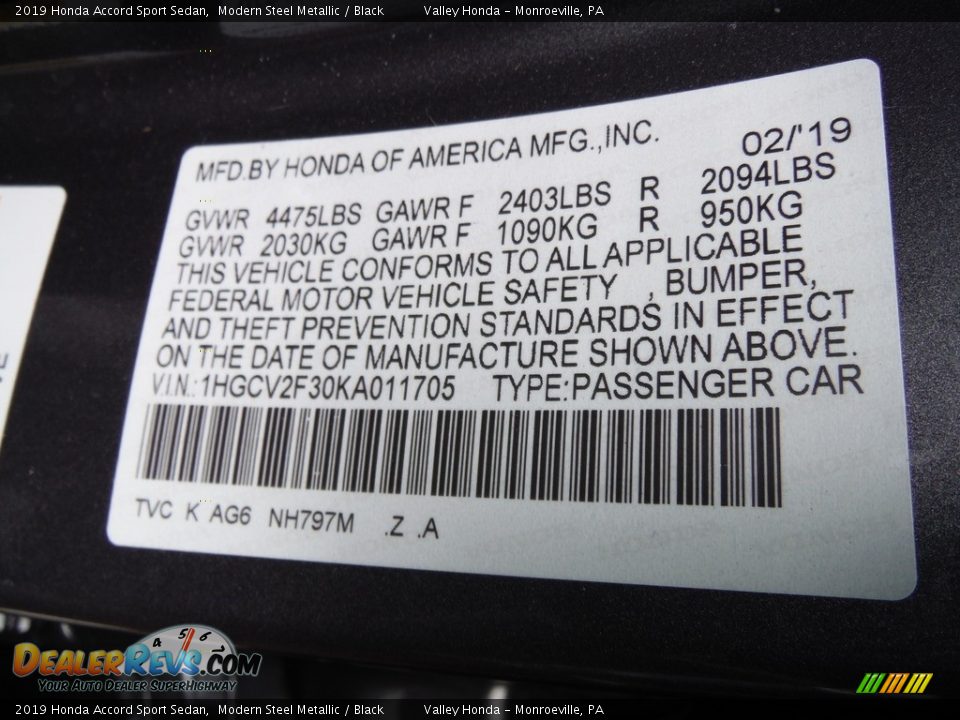 2019 Honda Accord Sport Sedan, Modern Steel Metallic / Black Valley Honda - Monroeville, PA
MFD.BY HONDA OF AMERICA MFG.,INC. 02/'19
GVWR 4475LBS GAWR F 2403LBS R 2094LBS
GVWR 2030KG GAWR F 1090KG R 950KG
THIS VEHICLE CONFORMS TO ALL APPLICABLE
FEDERAL MOTOR VEHICLE SAFETY , BUMPER,
AND THEFT PREVENTION STANDARDS IN EFFECT
ON THE DATE OF MANUFACTURE SHOWN ABOVE.
V.I.N.:1HGCV2F30KA011705 TYPE:PASSENGER CAR
TVC K AG6 NH797M .Z .A
4 5 6
DEALERREVS.COM
Your Auto Dealer SuperHighway
2019 Honda Accord Sport Sedan, Modern Steel Metallic / Black Valley Honda - Monroeville, PA